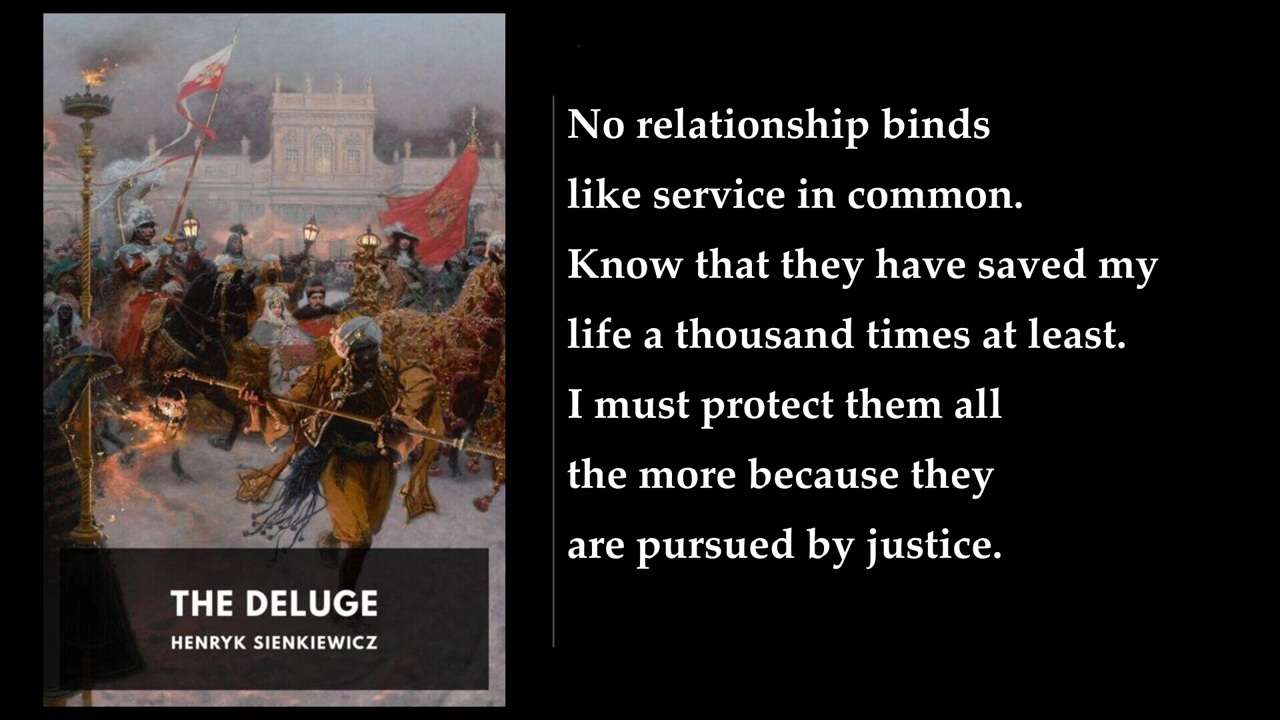 THE DELUGE
HENRYK SIENKIEWICZ
No relationship binds
like service in common.
Know that they have saved my
life a thousand times at least.
I must protect them all
the more because they
are pursued by justice.